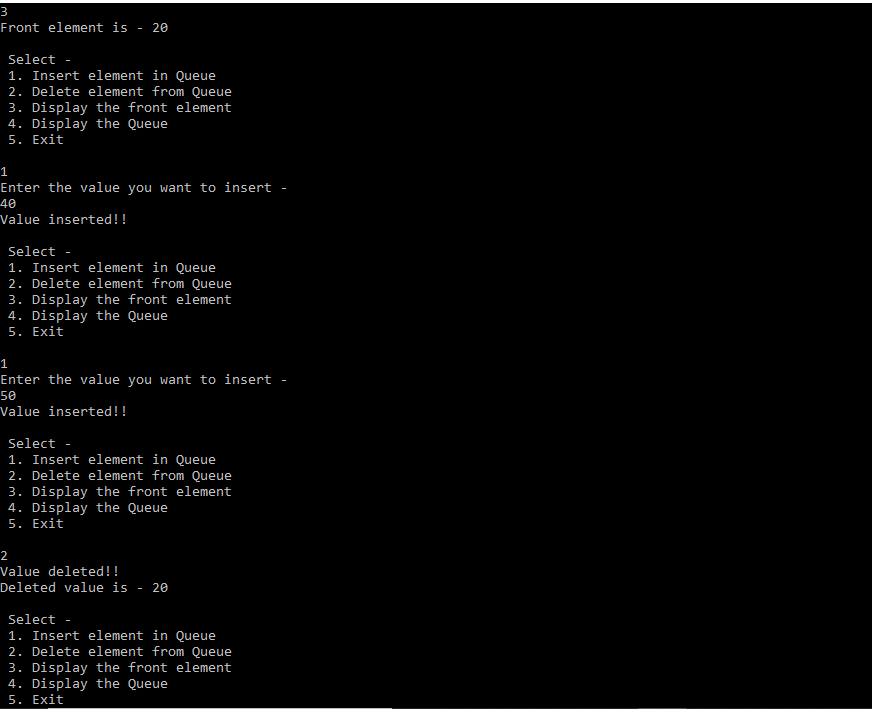 3
Front element is - 20
Select -
1. Insert element in Queue
2. Delete element from Queue
3. Display the front element
4. Display the Queue
5. Exit
1
Enter the value you want to insert -
40
Value inserted!!
Select -
1. Insert element in Queue
2. Delete element from Queue
3. Display the front element
4. Display the Queue
5. Exit
1
Enter the value you want to insert -
50
Value inserted!!
Select -
1. Insert element in Queue
2. Delete element from Queue
3. Display the front element
4. Display the Queue
5. Exit
2
Value deleted!!
Deleted value is - 20
Select -
1. Insert element in Queue
2. Delete element from Queue
3. Display the front element
4. Display the Queue
5. Exit